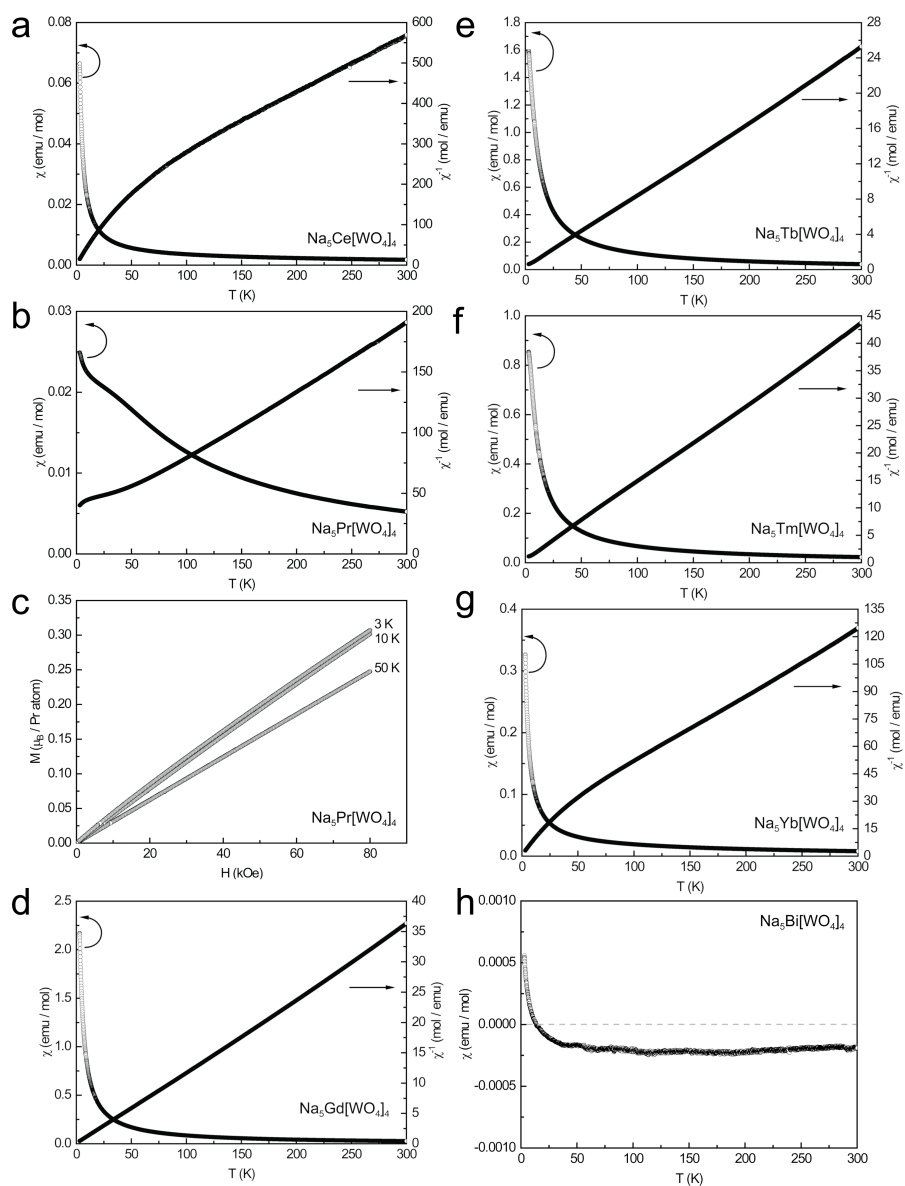 a
0.08
0.06
0.04
0.02
0.00
χ (emu / mol)
600
500
400
300
200
100
0
χ⁻¹ (mol / emu)
Na₅Ce[WO₄]₄
0 50 100 150 200 250 300
T (K)
b
0.03
0.02
0.01
0.00
χ (emu / mol)
200
150
100
50
0
χ⁻¹ (mol / emu)
Na₅Pr[WO₄]₄
0 50 100 150 200 250 300
T (K)
c
0.35
0.30
0.25
0.20
0.15
0.10
0.05
0.00
M (μB / Pr atom)
3 K
10 K
50 K
Na₅Pr[WO₄]₄
0 20 40 60 80
H (kOe)
d
2.5
2.0
1.5
1.0
0.5
0.0
χ (emu / mol)
40
35
30
25
20
15
10
5
0
χ⁻¹ (mol / emu)
Na₅Gd[WO₄]₄
0 50 100 150 200 250 300
T (K)
e
1.8
1.6
1.4
1.2
1.0
0.8
0.6
0.4
0.2
0.0
χ (emu / mol)
28
24
20
16
12
8
4
0
χ⁻¹ (mol / emu)
Na₅Tb[WO₄]₄
0 50 100 150 200 250 300
T (K)
f
1.0
0.8
0.6
0.4
0.2
0.0
χ (emu / mol)
45
40
35
30
25
20
15
10
5
0
χ⁻¹ (mol / emu)
Na₅Tm[WO₄]₄
0 50 100 150 200 250 300
T (K)
g
0.4
0.3
0.2
0.1
0.0
χ (emu / mol)
135
120
105
90
75
60
45
30
15
0
χ⁻¹ (mol / emu)
Na₅Yb[WO₄]₄
0 50 100 150 200 250 300
T (K)
h
0.0010
0.0005
0.0000
-0.0005
-0.0010
χ (emu / mol)
Na₅Bi[WO₄]₄
0 50 100 150 200 250 300
T (K)